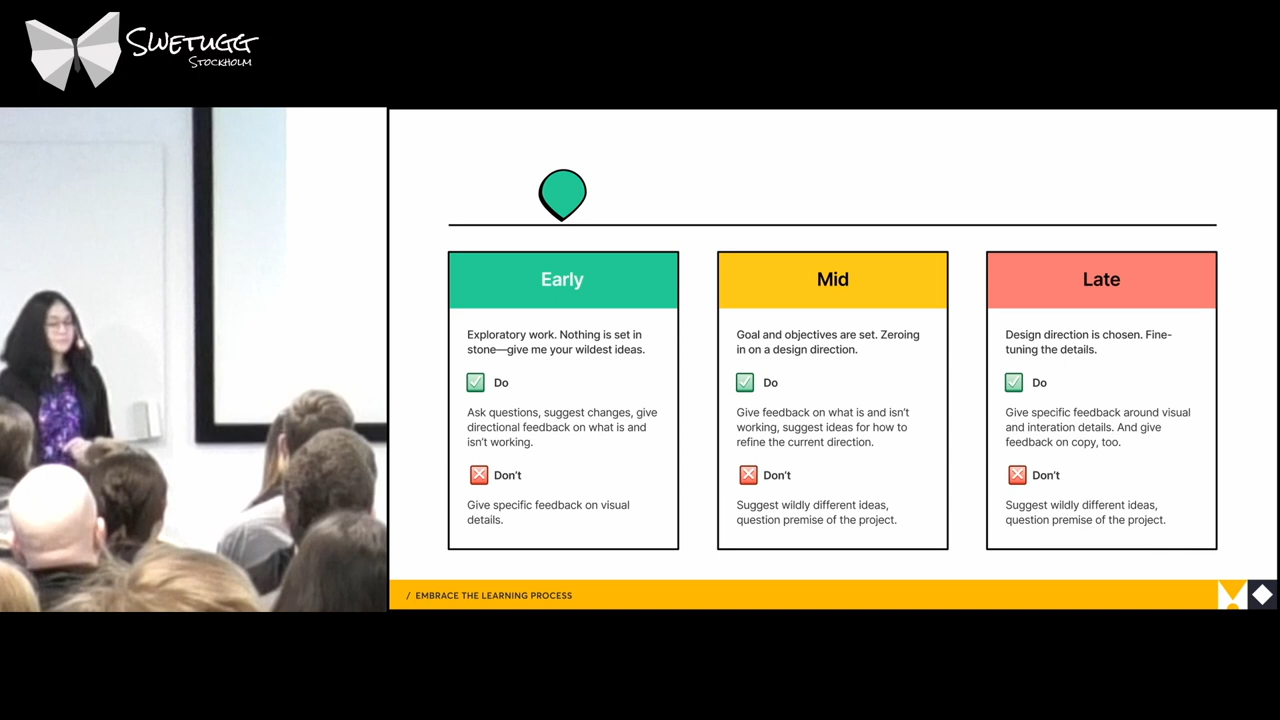 Swetugg
Stockholm
Early
Exploratory work. Nothing is set in
stone—give me your wildest ideas.
Do
Ask questions, suggest changes, give
directional feedback on what is and
isn't working.
Don't
Give specific feedback on visual
details.
Mid
Goal and objectives are set. Zeroing
in on a design direction.
Do
Give feedback on what is and isn't
working, suggest ideas for how to
refine the current direction.
Don't
Suggest wildly different ideas,
question premise of the project.
Late
Design direction is chosen. Fine-
tuning the details.
Do
Give specific feedback around visual
and interation details. And give
feedback on copy, too.
Don't
Suggest wildly different ideas,
question premise of the project.
/ EMBRACE THE LEARNING PROCESS